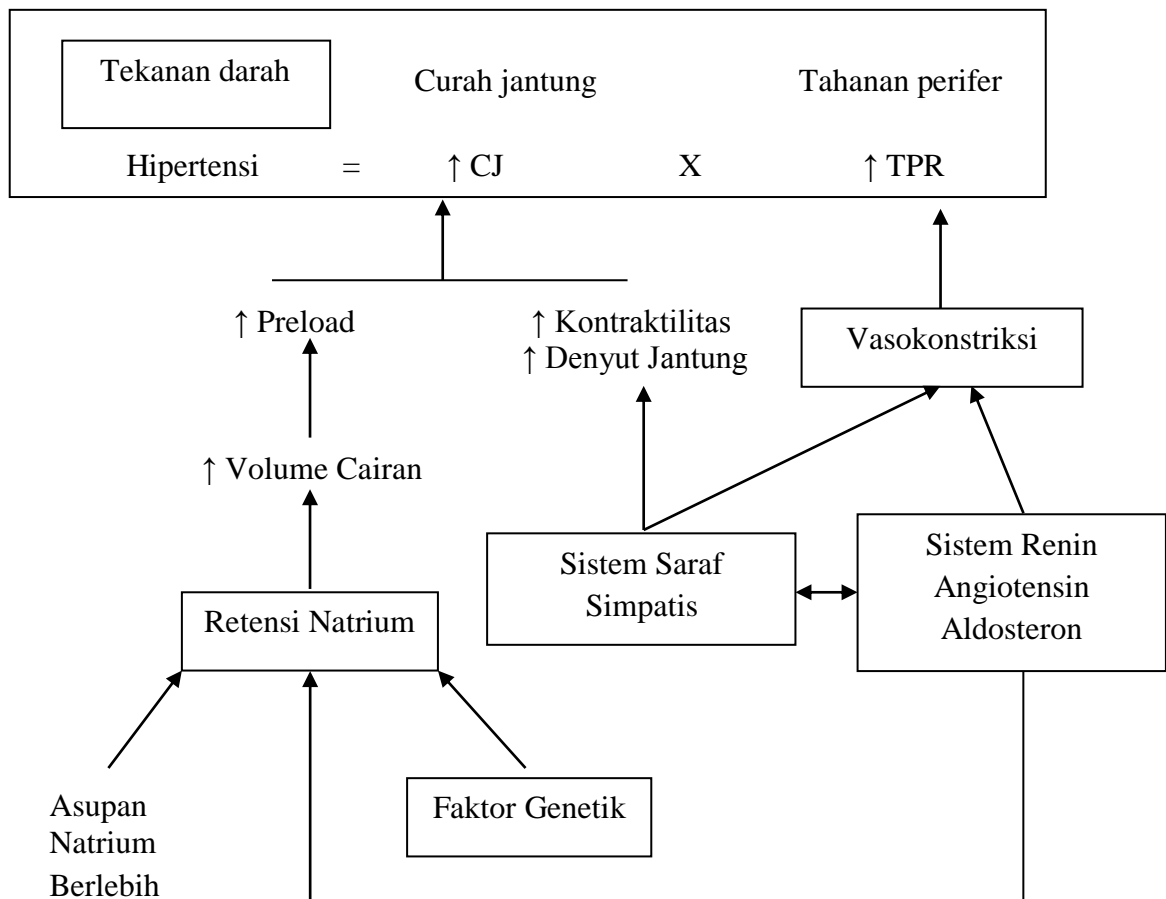 Tekanan darah
Curah jantung
Tahanan perifer
Hipertensi = ↑ CJ X ↑ TPR
↑ Preload
↑ Kontraktilitas
↑ Denyut Jantung
Vasokonstriksi
↑ Volume Cairan
Sistem Saraf
Simpatis
Sistem Renin
Angiotensin
Aldosteron
Retensi Natrium
Asupan
Natrium
Berlebih
Faktor Genetik